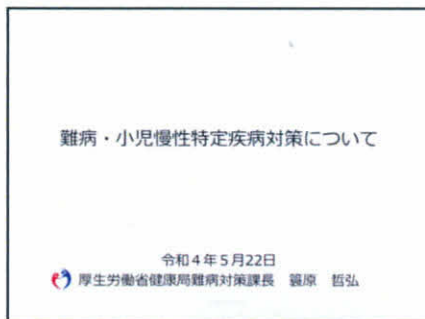 難病・小児慢性特定疾病対策について
令和４年５月22日
厚生労働省健康局難病対策課長　簑原　哲弘